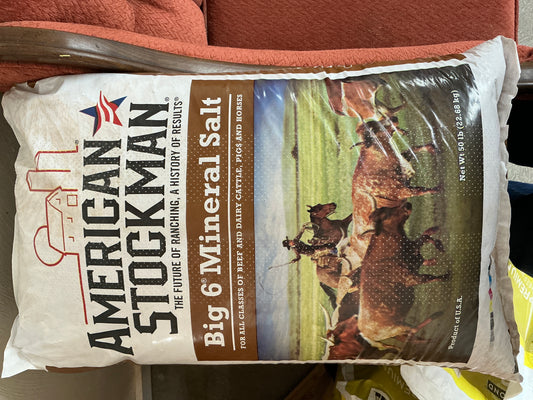 AMERICAN
STOCKMAN®
THE FUTURE OF RANCHING, A HISTORY OF RESULTS®
Big 6® Mineral Salt
FOR ALL CLASSES OF BEEF AND DAIRY CATTLE, PIGS AND HORSES
Product of U.S.A.
Net Wt 50 lb (22.68 kg)